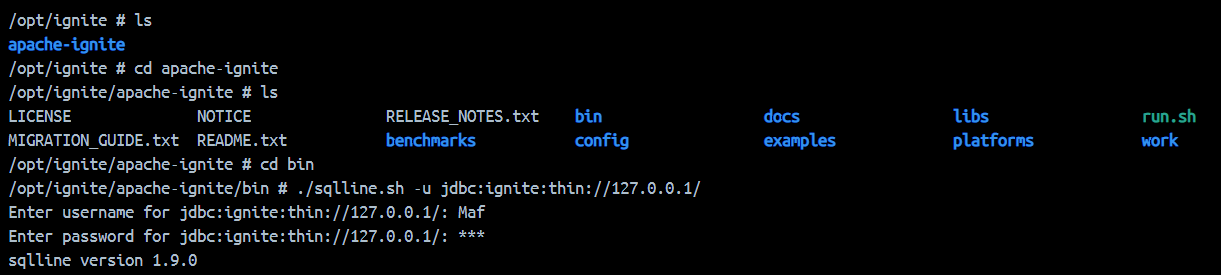 /opt/ignite # ls
apache-ignite
/opt/ignite # cd apache-ignite
/opt/ignite/apache-ignite # ls
LICENSE NOTICE RELEASE_NOTES.txt bin docs libs run.sh
MIGRATION_GUIDE.txt README.txt benchmarks config examples platforms work
/opt/ignite/apache-ignite # cd bin
/opt/ignite/apache-ignite/bin # ./sqlline.sh -u jdbc:ignite:thin://127.0.0.1/
Enter username for jdbc:ignite:thin://127.0.0.1/: Maf
Enter password for jdbc:ignite:thin://127.0.0.1/: ***
sqlline version 1.9.0